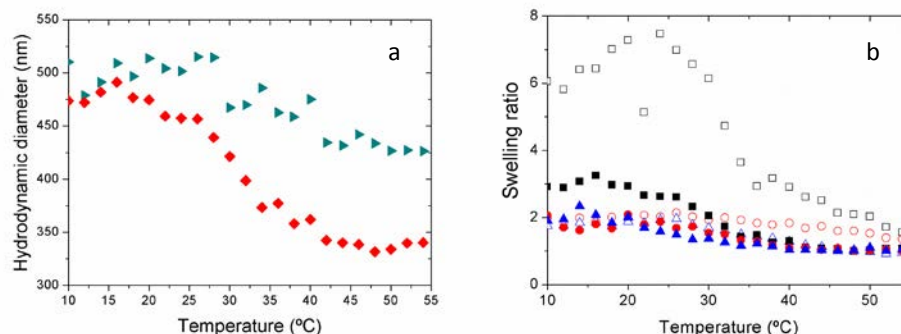 550
500
450
400
350
300
10 15 20 25 30 35 40 45 50 55
Hydrodynamic diameter (nm)
Temperature (ºC)
a
8
6
4
2
0
10 20 30 40 50
Swelling ratio
Temperature (ºC)
b